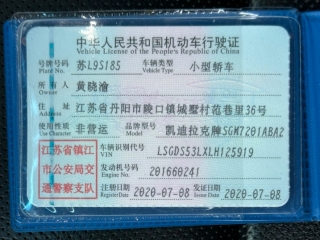 中华人民共和国机动车行驶证
Vehicle License of the People's Republic of China
号牌号码 苏L9S185 车辆类型 小型轿车
Plate No. Vehicle Type
所有人 黄晓渝
Owner
住址 江苏省丹阳市陵口镇城墅村范巷里36号
Address
使用性质 非营运 品牌型号 凯迪拉克牌SGM7201ABA2
Use Character Model
江苏省镇江 车辆识别代号 LSGDS53LXLH125919
VIN
市公安局交 发动机号码 201660241
Engine No.
通警察支队 注册日期 2020-07-08 发证日期 2020-07-08
Register Date Issue Date